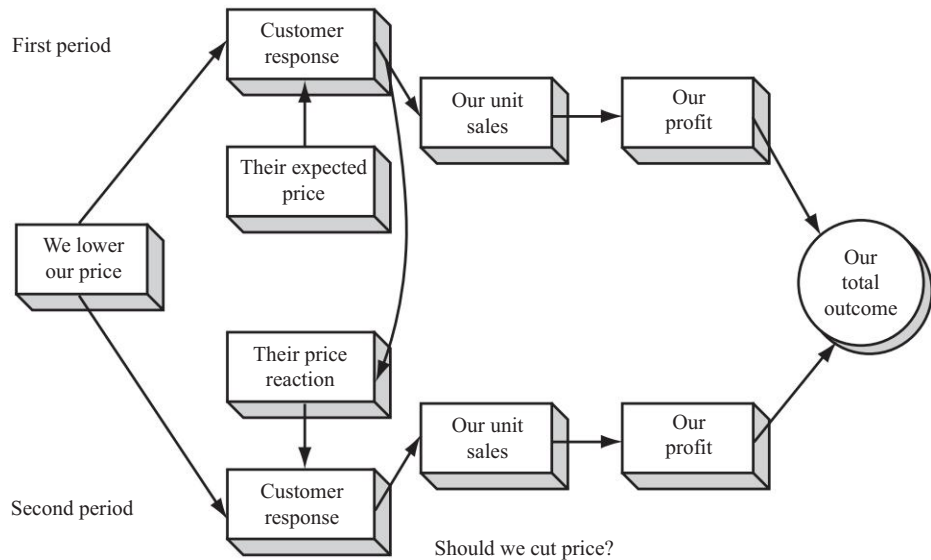 First period
Customer
response
Our unit
sales
Our
profit
Their expected
price
We lower
our price
Our
total
outcome
Their price
reaction
Our unit
sales
Our
profit
Second period
Customer
response
Should we cut price?